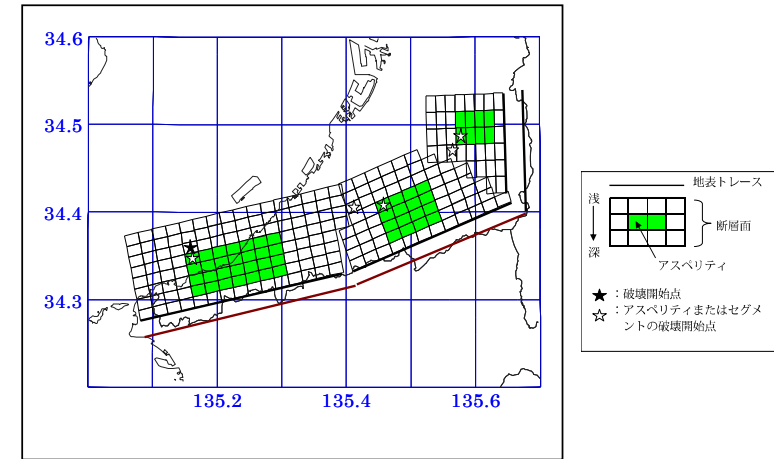 34.6
34.5
34.4
34.3
135.2
135.4
135.6
地表トレース
浅
深
断層面
アスペリティ
★：破壊開始点
☆：アスペリティまたはセグメ
ントの破壊開始点